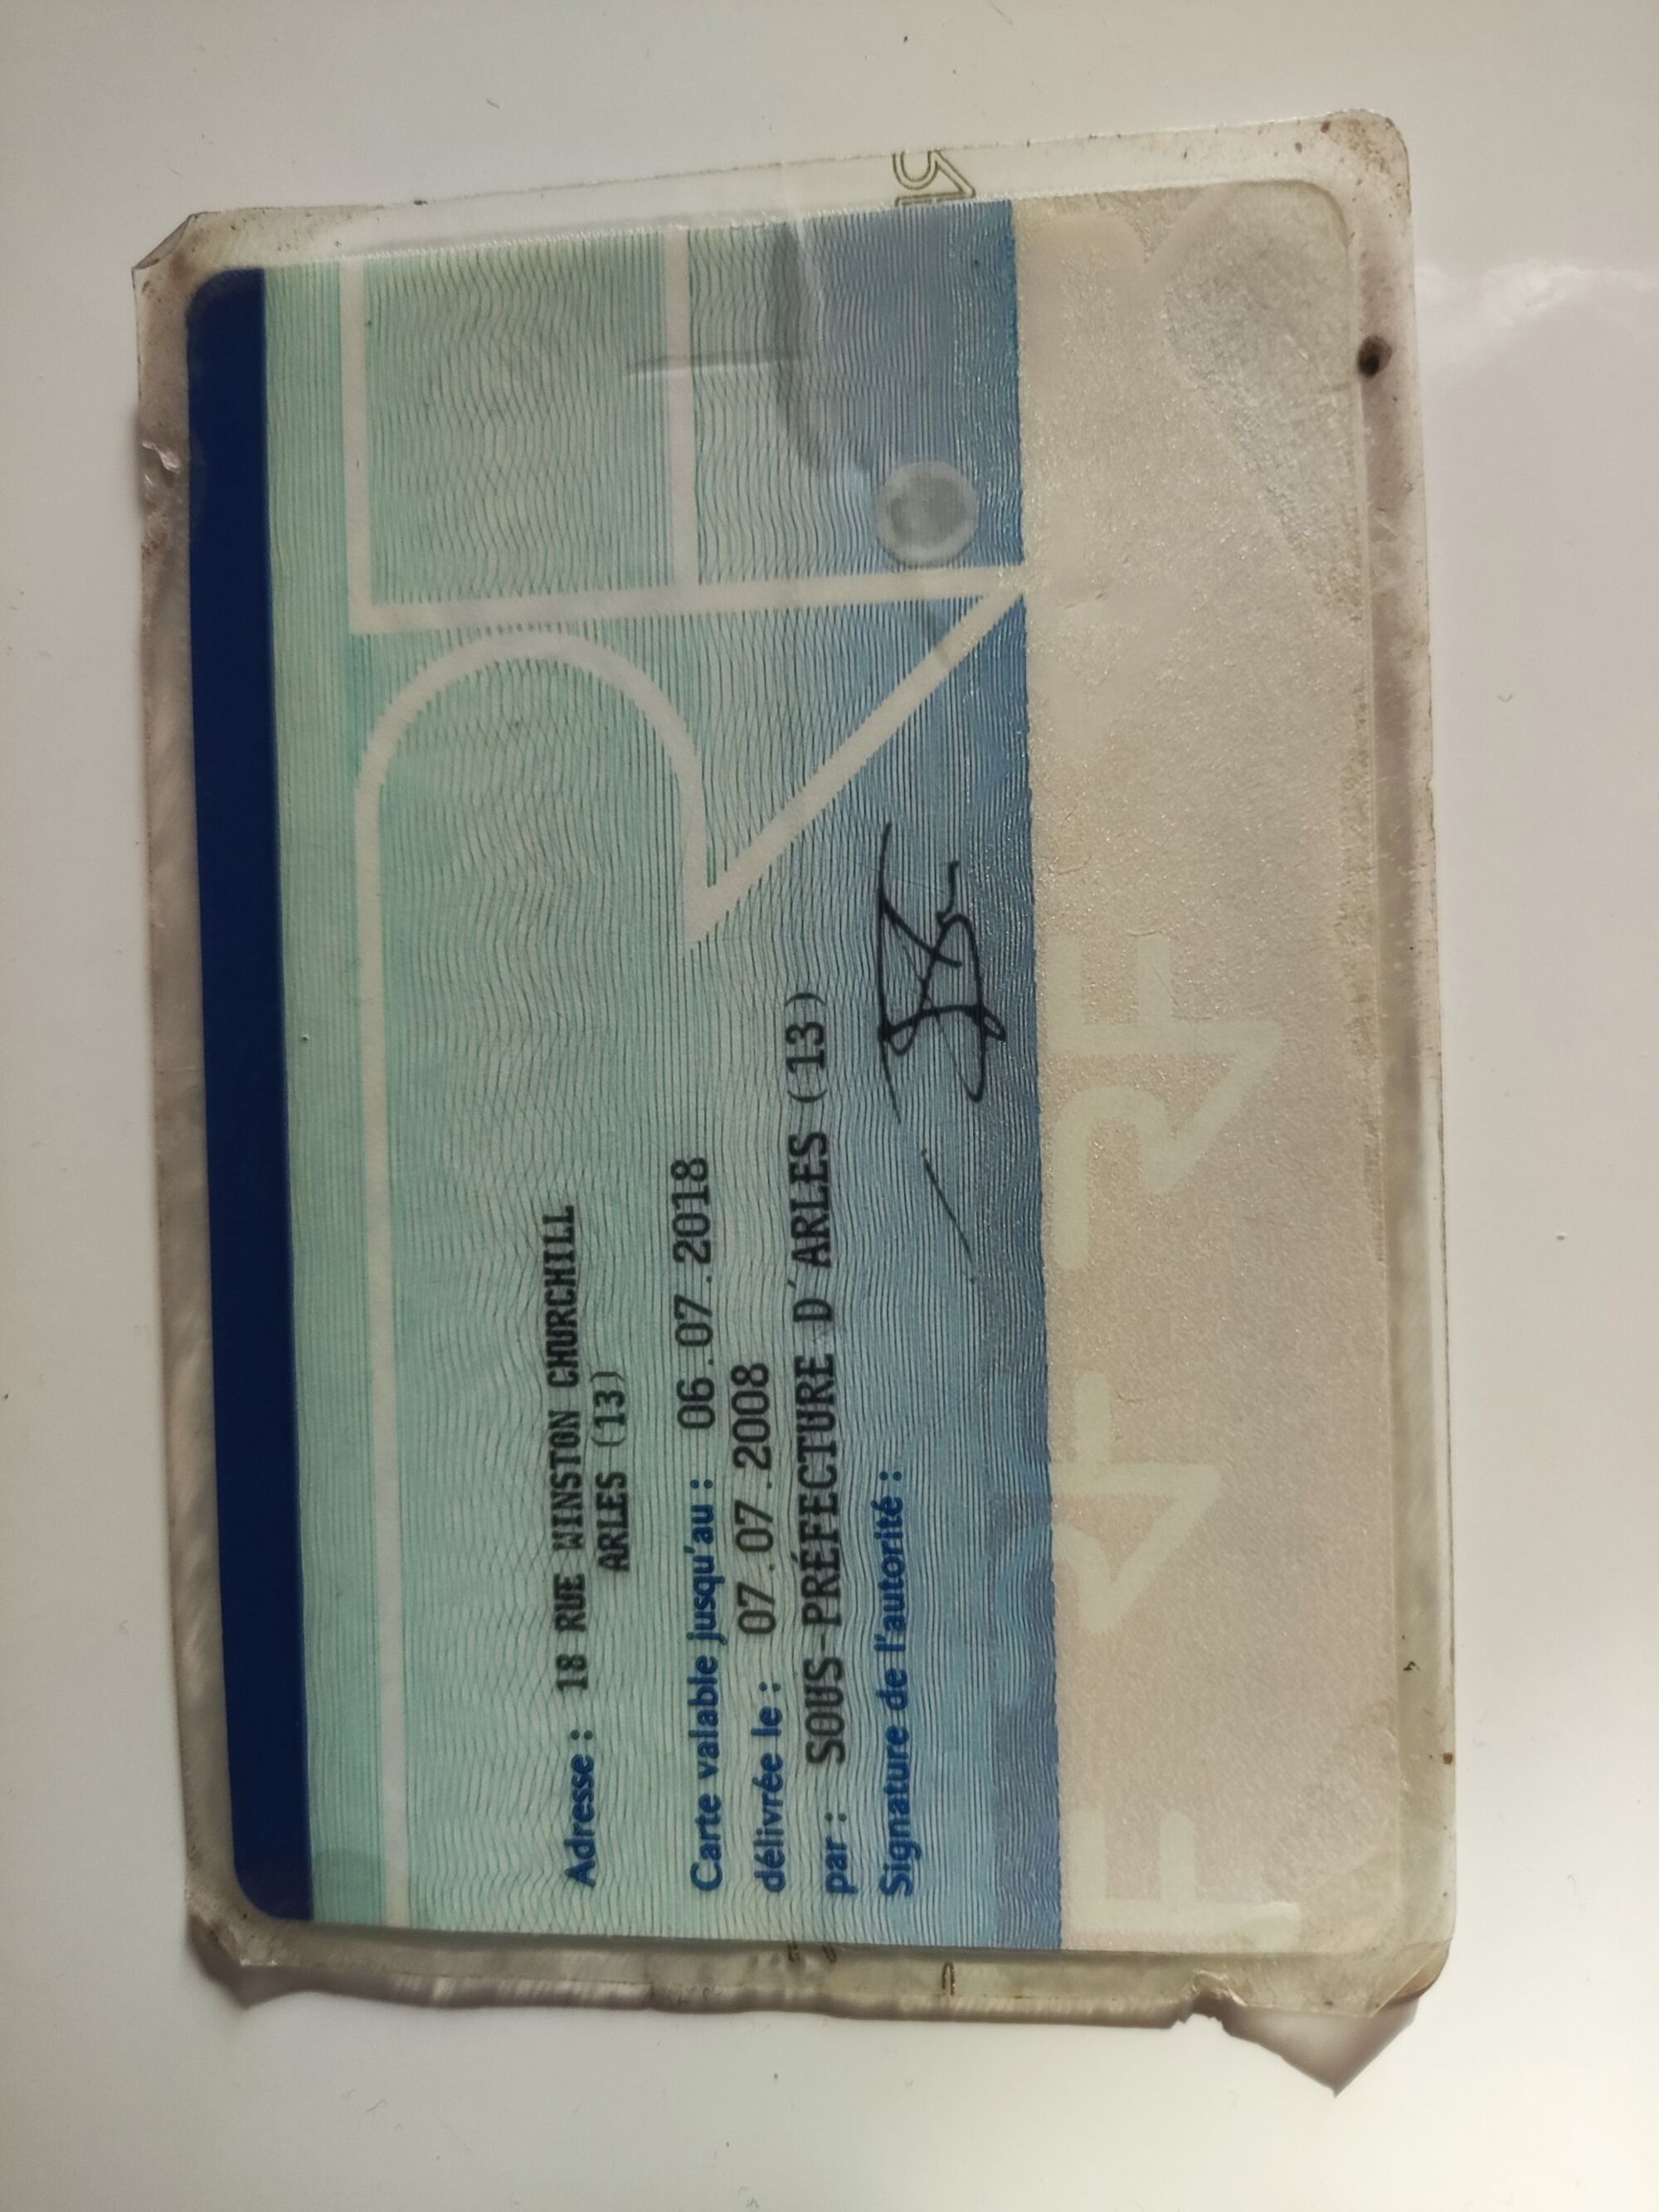 Adresse : 18 RUE WINSTON CHURCHILL
ARLES (13)
Carte valable jusqu'au : 06.07.2018
délivrée le : 07.07.2008
par : SOUS-PRÉFECTURE D'ARLES (13)
Signature de l'autorité :
RF